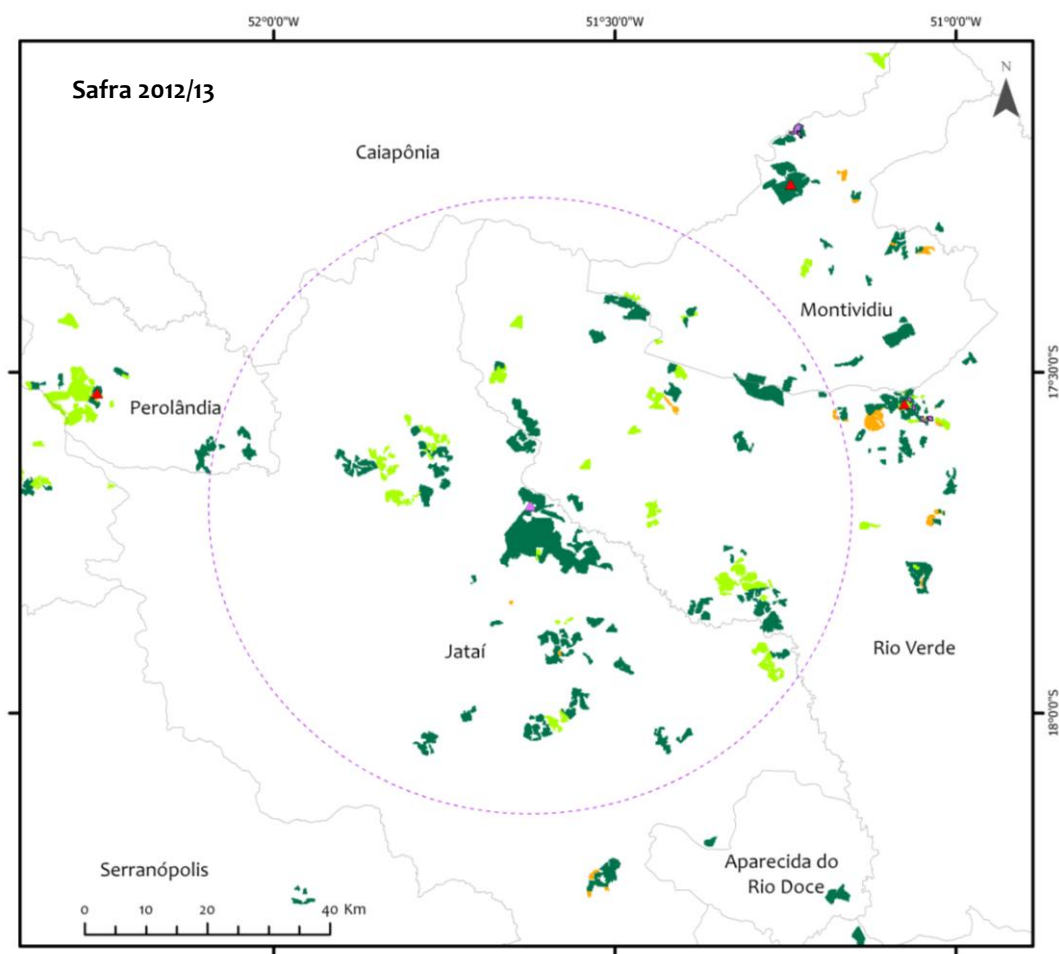 52°0'0"W
51°30'0"W
51°0'0"W
Safra 2012/13
N
Caiapônia
Montividiu
17°30'0"S
Perolândia
Jataí
Rio Verde
18°0'0"S
Serranópolis
Aparecida do
Rio Doce
0 10 20 40 Km